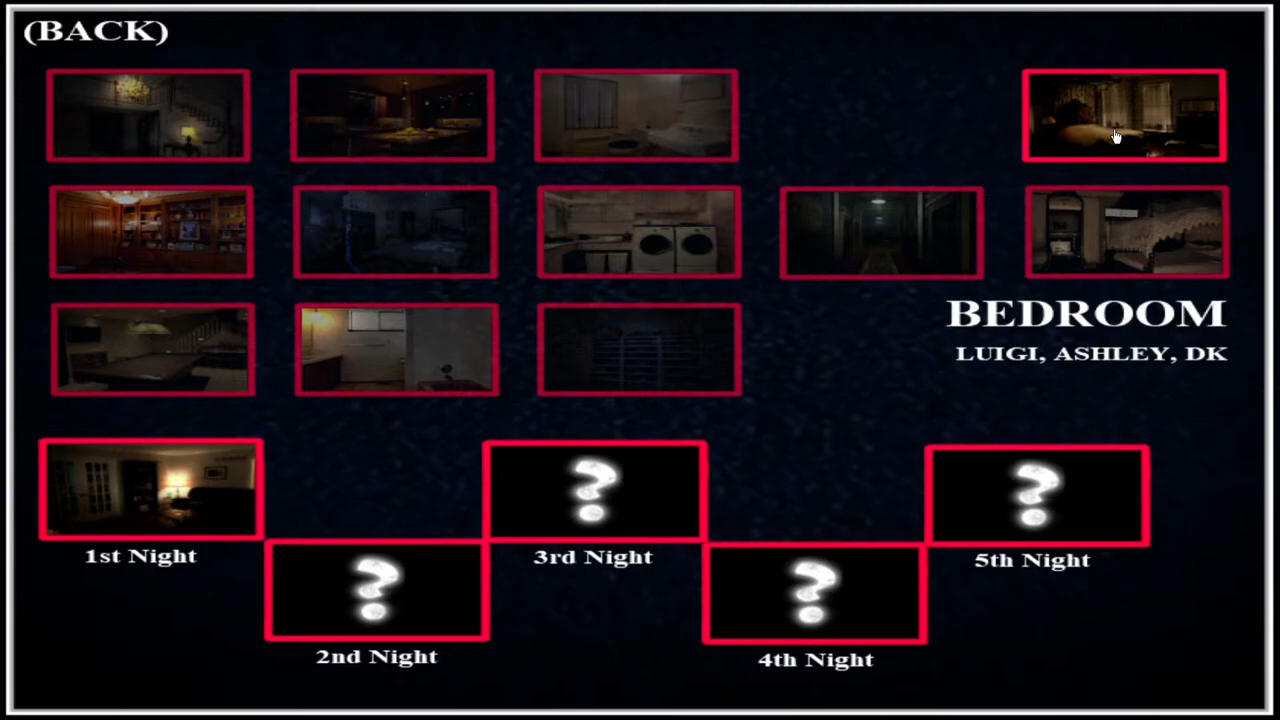 (BACK)
BEDROOM
LUIGI, ASHLEY, DK
?
?
?
1st Night
3rd Night
5th Night
?
2nd Night
4th Night